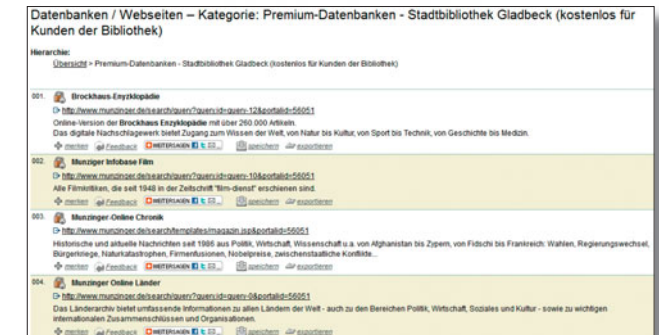 Datenbanken / Webseiten – Kategorie: Premium-Datenbanken - Stadtbibliothek Gladbeck (kostenlos für
Kunden der Bibliothek)
Hierarchie:
Übersicht > Premium-Datenbanken - Stadtbibliothek Gladbeck (kostenlos für Kunden der Bibliothek)
001. Brockhaus-Enyzklopädie
http://www.munzinger.de/search/query?query.id=query-12&portalid=56051
Online-Version der Brockhaus Enzyklopädie mit über 260 000 Artikeln.
Das digitale Nachschlagewerk bietet Zugang zum Wissen der Welt, von Natur bis Kultur, von Sport bis Technik, von Geschichte bis Medizin.
merken Feedback WEITERSAGEN speichern exportieren
002. Munziger Infobase Film
http://www.munzinger.de/search/query?query.id=query-10&portalid=56051
Alle Filmkritiken, die seit 1948 in der Zeitschrift "film-dienst" erschienen sind.
merken Feedback WEITERSAGEN speichern exportieren
003. Munzinger-Online Chronik
http://www.munzinger.de/search/templates/magazin.jsp&portalid=56051
Historische und aktuelle Nachrichten seit 1986 aus Politik, Wirtschaft, Wissenschaft u.a. von Afghanistan bis Zypern, von Fidschi bis Frankreich: Wahlen, Regierungswechsel,
Bürgerkriege, Naturkatastrophen, Firmenfusionen, Nobelpreise, zwischenstaatliche Konflikte...
merken Feedback WEITERSAGEN speichern exportieren
004. Munzinger Online Länder
http://www.munzinger.de/search/query?query.id=query-0&portalid=56051
Das Länderarchiv bietet umfassende Informationen zu allen Ländern der Welt - auch zu den Bereichen Politik, Wirtschaft, Soziales und Kultur - sowie zu wichtigen
internationalen Zusammenschlüssen und Organisationen.
merken Feedback WEITERSAGEN speichern exportieren